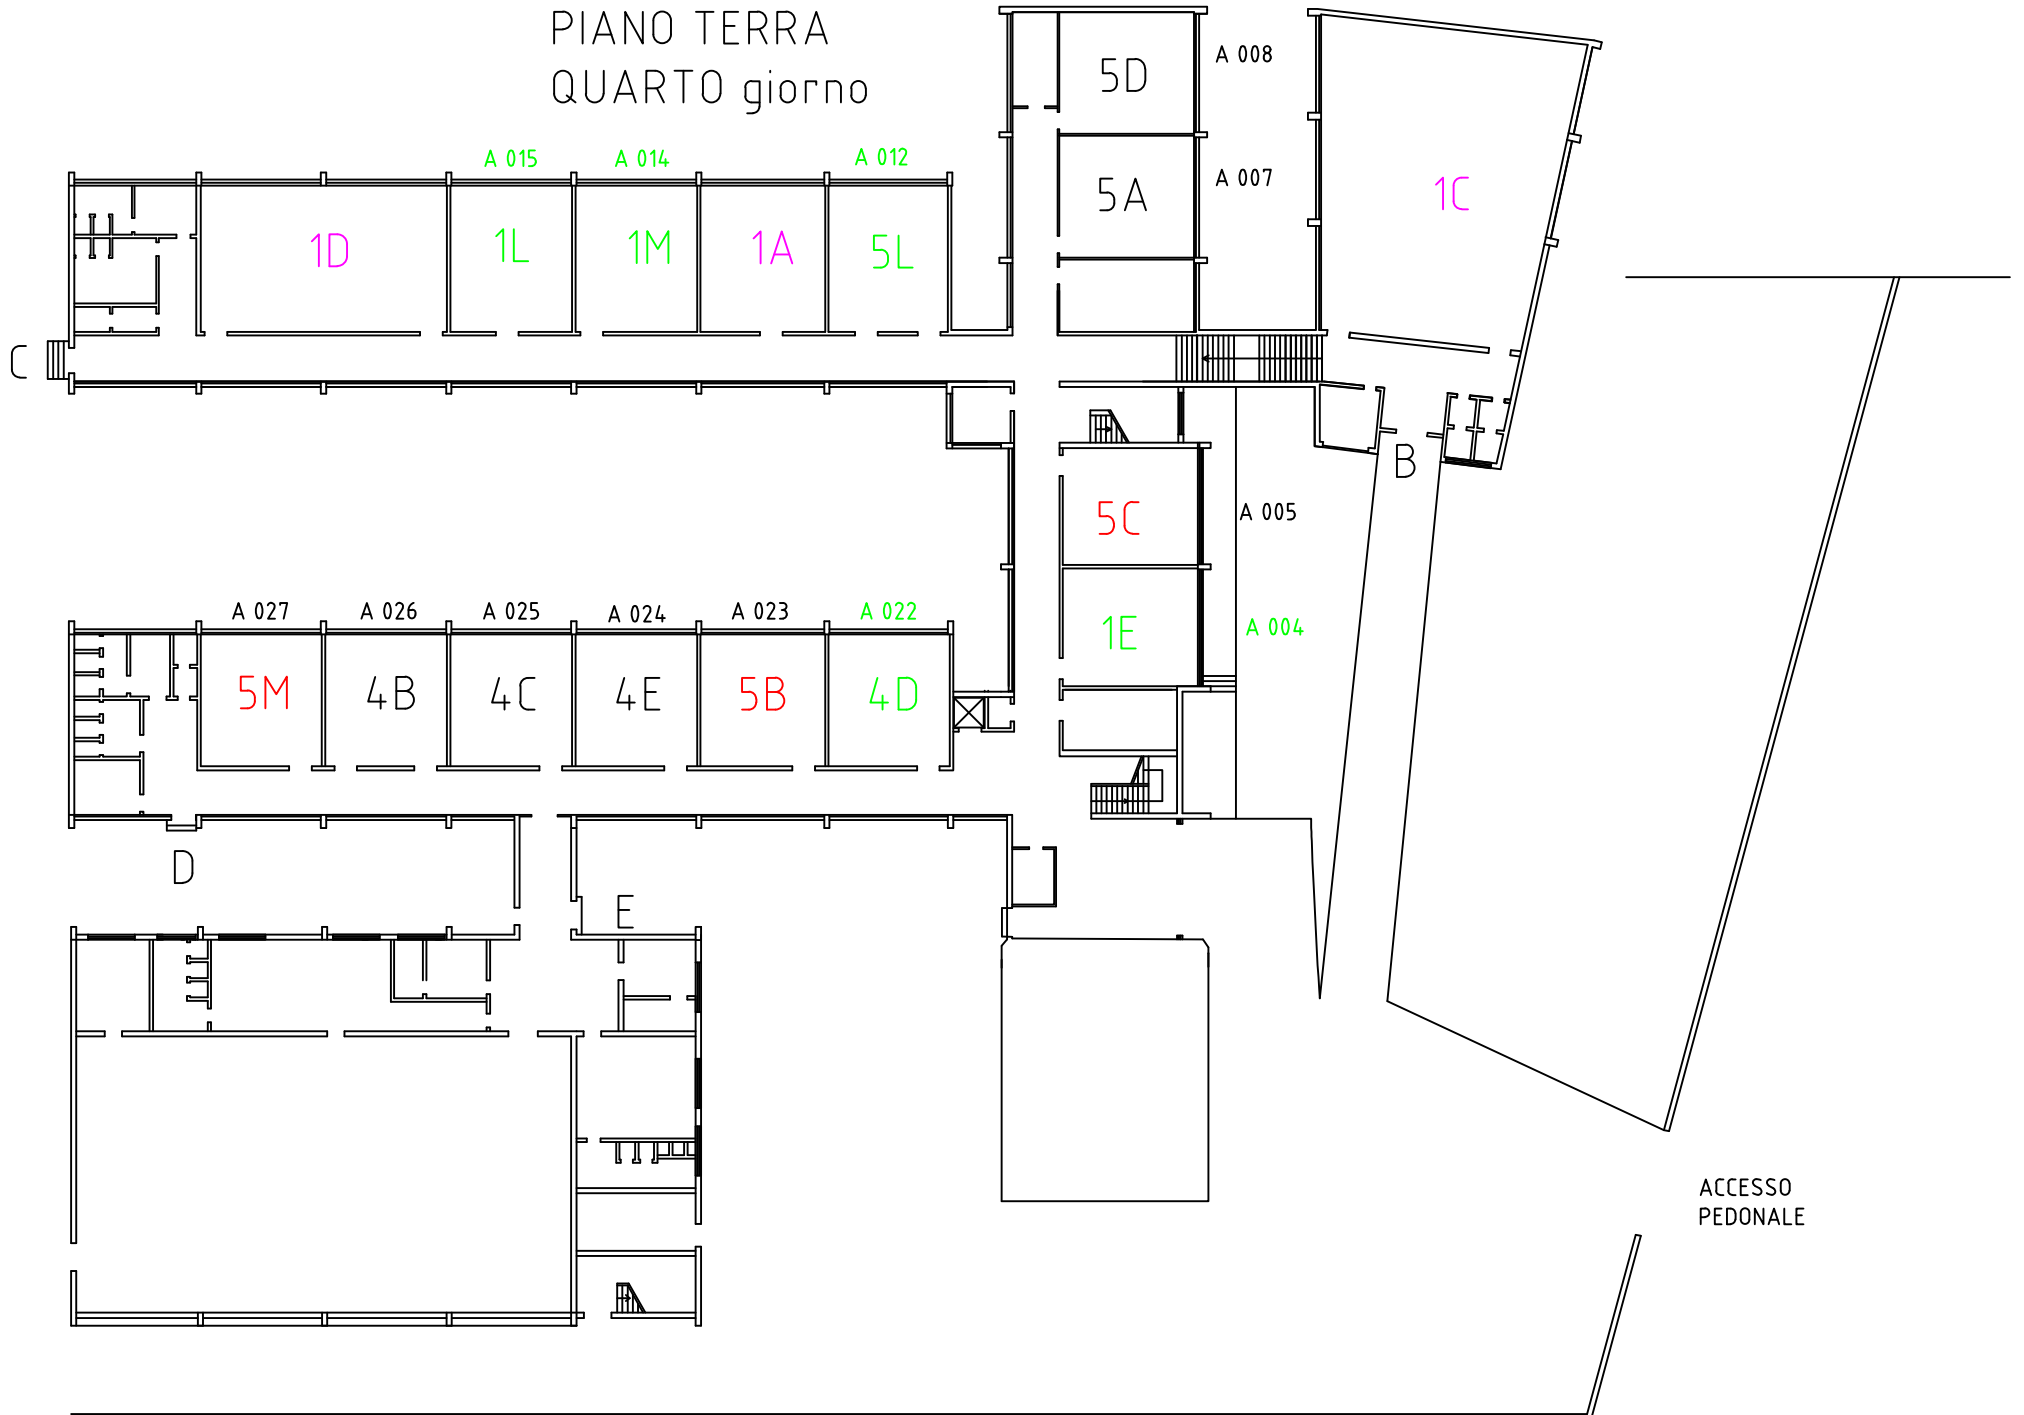 PIANO TERRA
QUARTO giorno
5D
A 008
A 015
A 014
A 012
5A
A 007
1C
1D
1L
1M
1A
5L
C
B
5C
A 005
A 027
A 026
A 025
A 024
A 023
A 022
1E
A 004
5M
4B
4C
4E
5B
4D
D
E
ACCESSO
PEDONALE